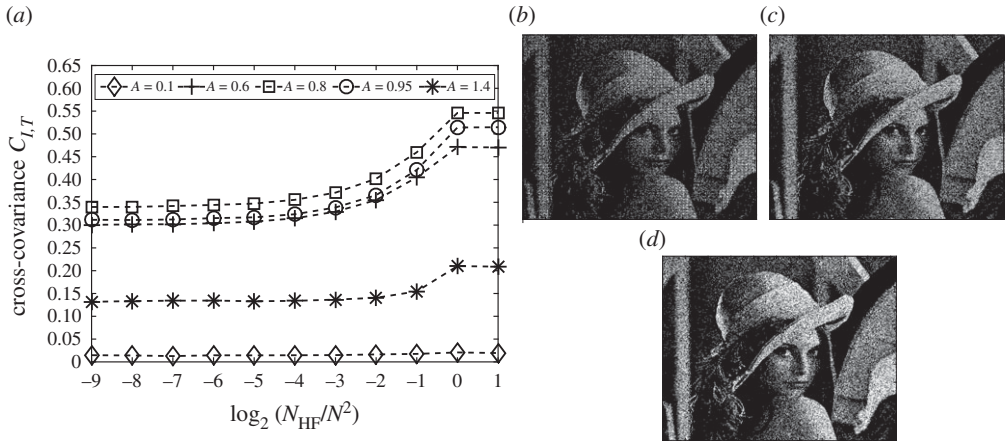 (a)
(b)
(c)
0.65
0.60
0.55
0.50
0.45
0.40
0.35
0.30
0.25
0.20
0.15
0.10
0.05
0
A = 0.1 A = 0.6 A = 0.8 A = 0.95 A = 1.4
cross-covariance C_{I,T}
–9 –8 –7 –6 –5 –4 –3 –2 –1 0 1
log₂ (N_HF/N²)
(d)